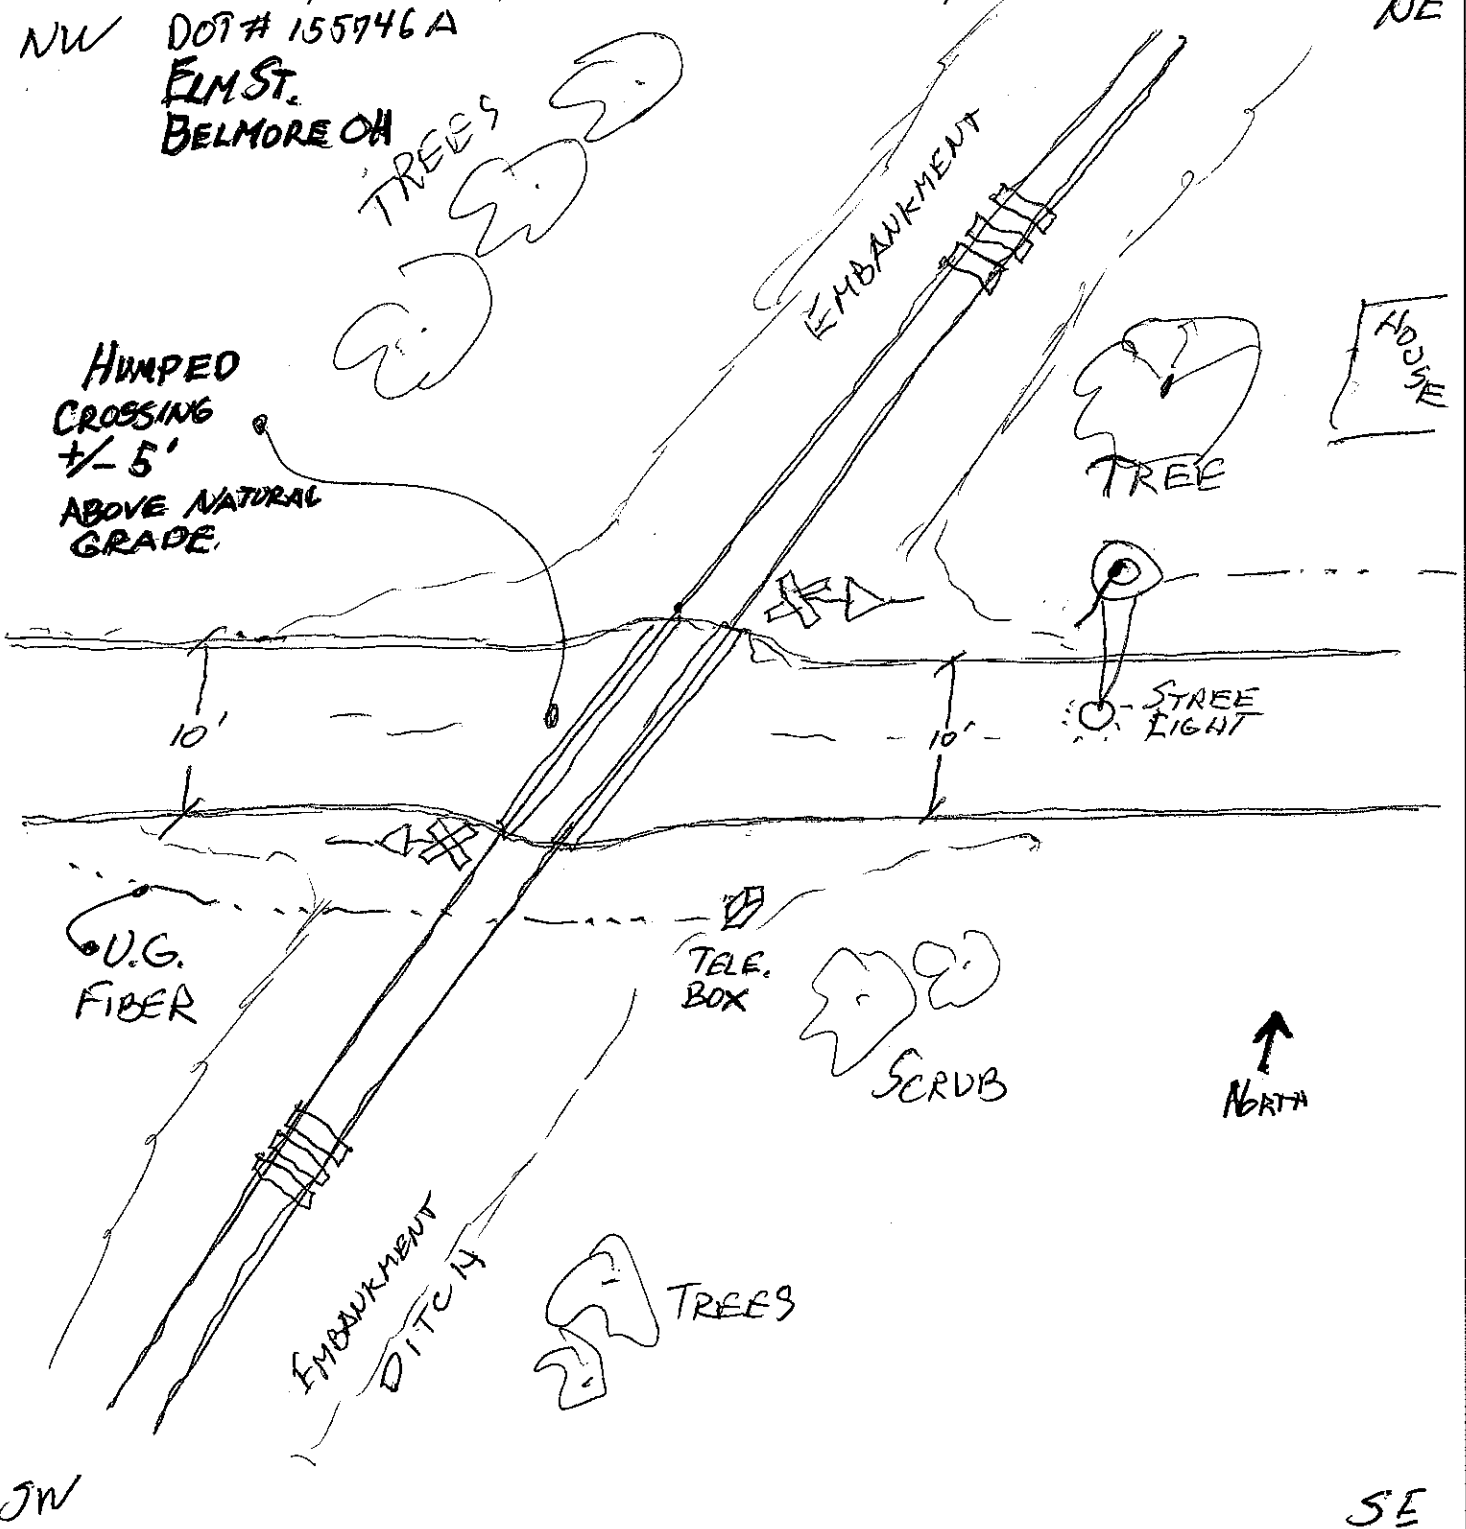 NW
DOT # 155746A
ELM ST.
BELMORE OH
NE
TREES
EMBANKMENT
HOUSE
TREE
HUMPED
CROSSING
+/- 5'
ABOVE NATURAL
GRADE.
10'
10'
STREE
LIGHT
U.G.
FIBER
TELE.
BOX
SCRUB
NORTH
EMBANKMENT
DITCH
TREES
SW
SE